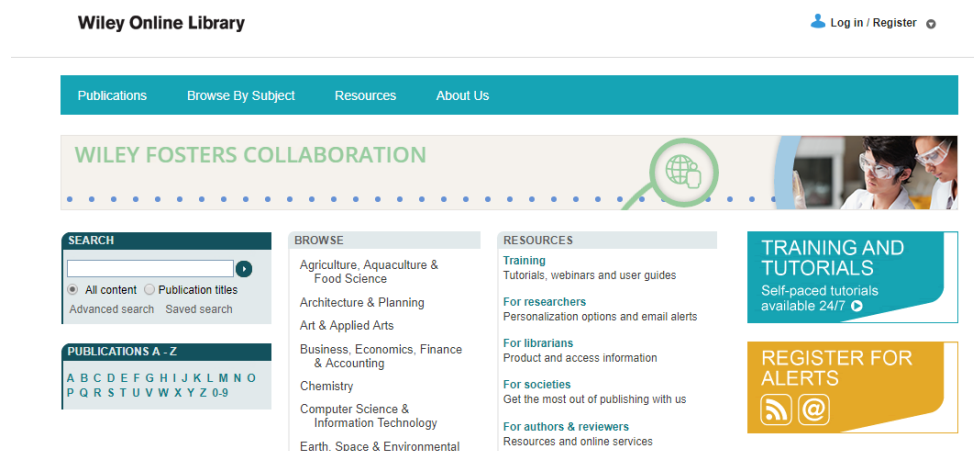 Wiley Online Library
Log in / Register
Publications
Browse By Subject
Resources
About Us
WILEY FOSTERS COLLABORATION
SEARCH
All content
Publication titles
Advanced search
Saved search
PUBLICATIONS A - Z
A B C D E F G H I J K L M N O
P Q R S T U V W X Y Z 0-9
BROWSE
Agriculture, Aquaculture &
Food Science
Architecture & Planning
Art & Applied Arts
Business, Economics, Finance
& Accounting
Chemistry
Computer Science &
Information Technology
Earth, Space & Environmental
RESOURCES
Training
Tutorials, webinars and user guides
For researchers
Personalization options and email alerts
For librarians
Product and access information
For societies
Get the most out of publishing with us
For authors & reviewers
Resources and online services
TRAINING AND
TUTORIALS
Self-paced tutorials
available 24/7
REGISTER FOR
ALERTS
@